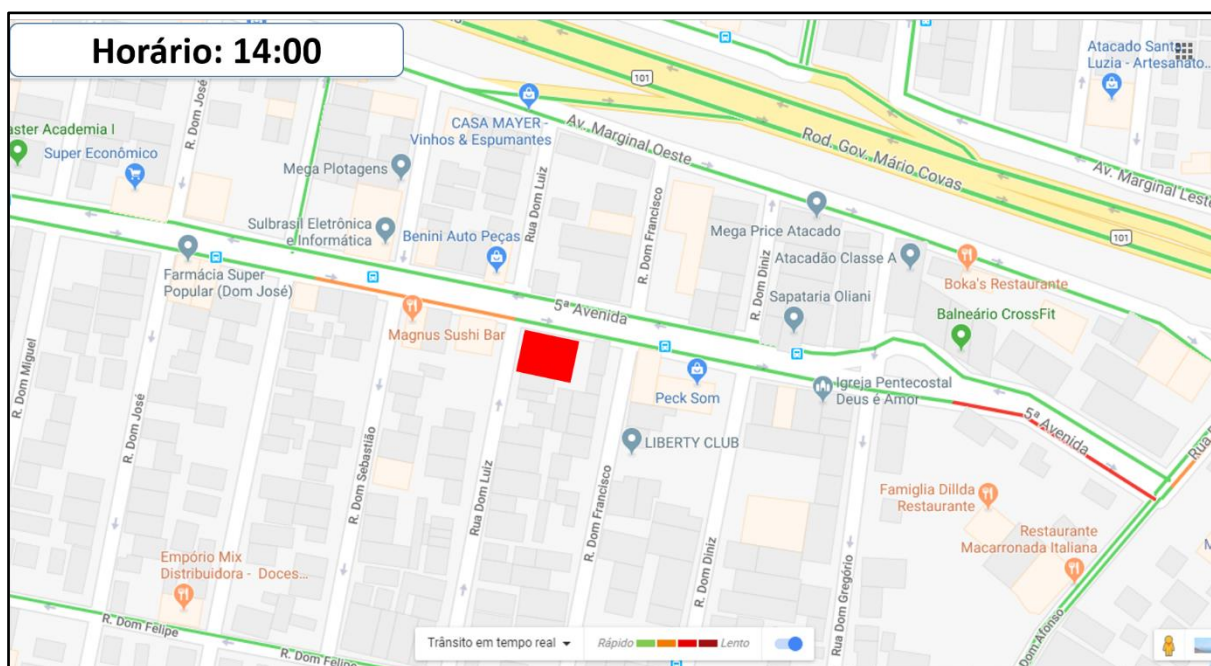 Horário: 14:00
Atacado Santa
Luzia - Artesanato...
101
CASA MAYER -
Vinhos & Espumantes
Av. Marginal Oeste
Rod. Gov. Mário Covas
Av. Marginal Leste
R. Dom José
aster Academia I
Super Econômico
Mega Plotagens
Rua Dom Luiz
R. Dom Francisco
Sulbrasil Eletrônica
e Informática
Benini Auto Peças
R. Dom Diniz
Mega Price Atacado
Atacadão Classe A
101
Boka's Restaurante
Farmácia Super
Popular (Dom José)
5ª Avenida
Sapataria Oliani
Balneário CrossFit
Magnus Sushi Bar
R. Dom Miguel
Peck Som
Igreja Pentecostal
Deus é Amor
5ª Avenida
R. Dom José
R. Dom Sebastião
Rua Dom Luiz
LIBERTY CLUB
R. Dom Francisco
Famiglia Dillda
Restaurante
Restaurante
Macarronada Italiana
R. Dom Diniz
Rua Dom Gregório
Empório Mix
Distribuidora - Doces...
R. Dom Felipe
R. Dom Felipe
Dom Afonso
Trânsito em tempo real
Rápido
Lento